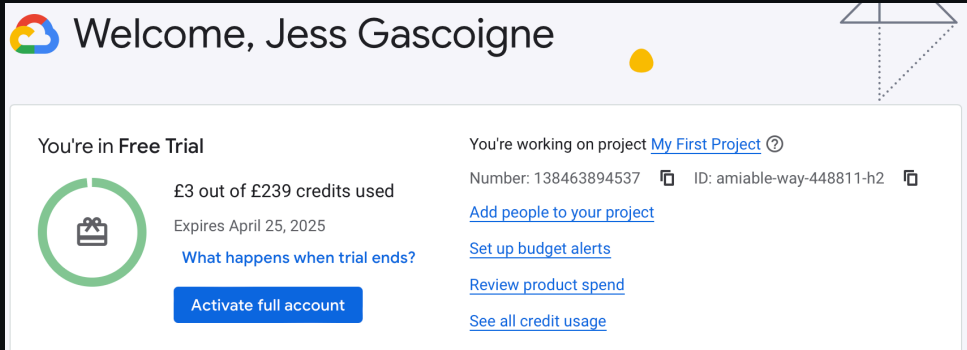 Welcome, Jess Gascoigne
You're in Free Trial
£3 out of £239 credits used
Expires April 25, 2025
What happens when trial ends?
Activate full account
You're working on project My First Project
Number: 138463894537 ID: amiable-way-448811-h2
Add people to your project
Set up budget alerts
Review product spend
See all credit usage